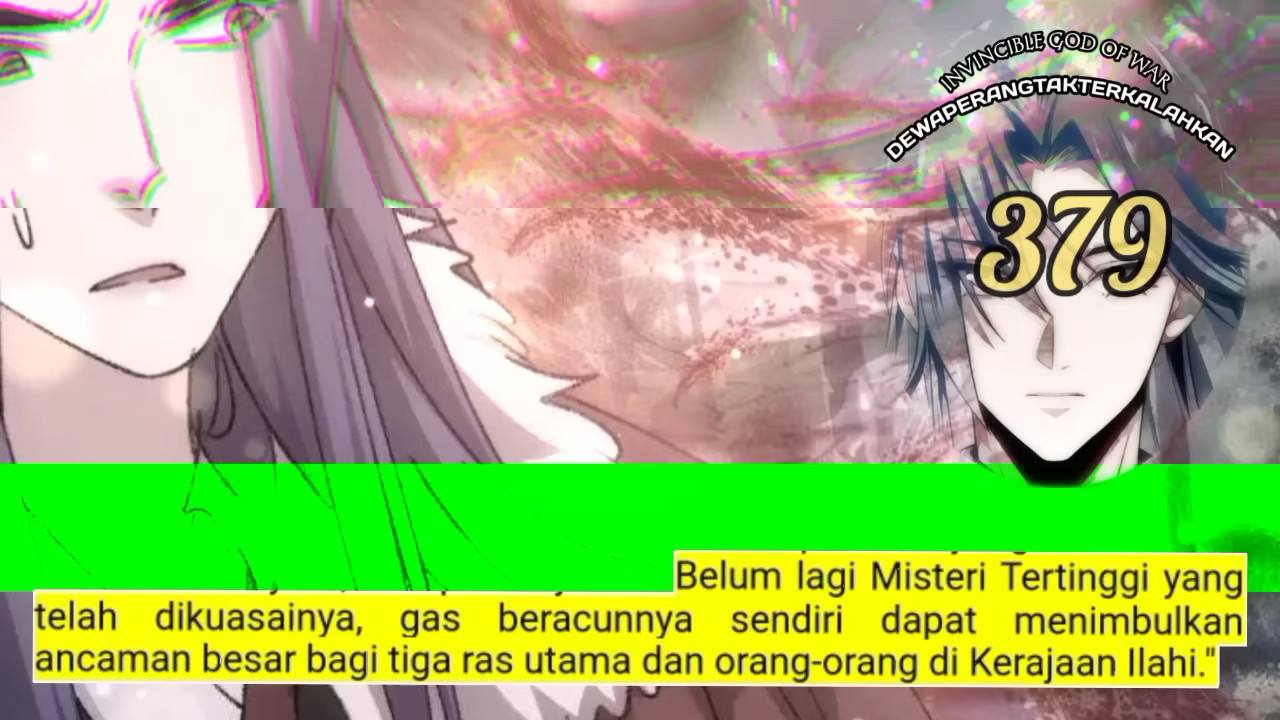 INVINCIBLE GOD OF WAR
DEWAPERANGTAKTERKALAHKAN
379
Belum lagi Misteri Tertinggi yang
telah dikuasainya, gas beracunnya sendiri dapat menimbulkan
ancaman besar bagi tiga ras utama dan orang-orang di Kerajaan Ilahi."